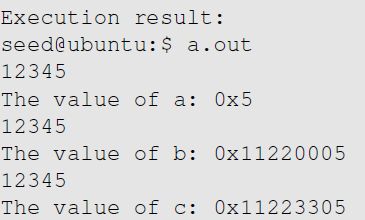 Execution result:
seed@ubuntu:$ a.out
12345
The value of a: 0x5
12345
The value of b: 0x11220005
12345
The value of c: 0x11223305